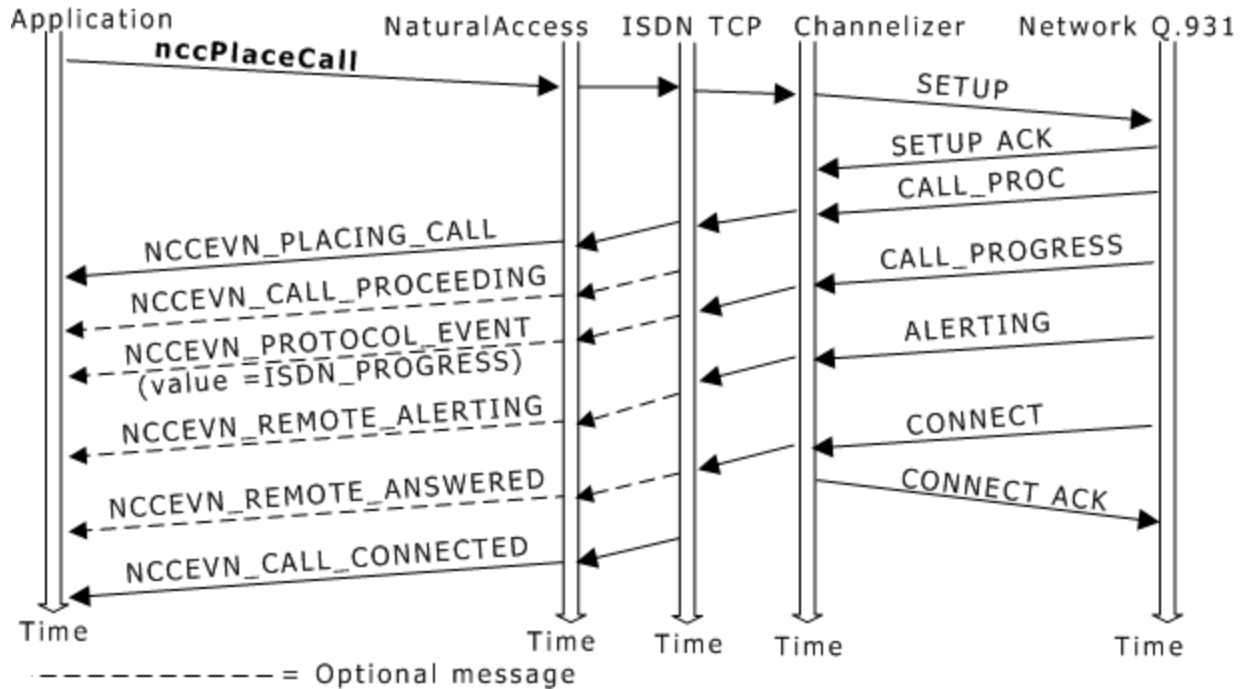 Application
NaturalAccess
ISDN TCP
Channelizer
Network Q.931
nccPlaceCall
SETUP
SETUP ACK
CALL_PROC
NCCEVN_PLACING_CALL
CALL_PROGRESS
NCCEVN_CALL_PROCEEDING
NCCEVN_PROTOCOL_EVENT
(value =ISDN_PROGRESS)
ALERTING
NCCEVN_REMOTE_ALERTING
CONNECT
NCCEVN_REMOTE_ANSWERED
CONNECT ACK
NCCEVN_CALL_CONNECTED
Time
Time
Time
Time
Time
= Optional message